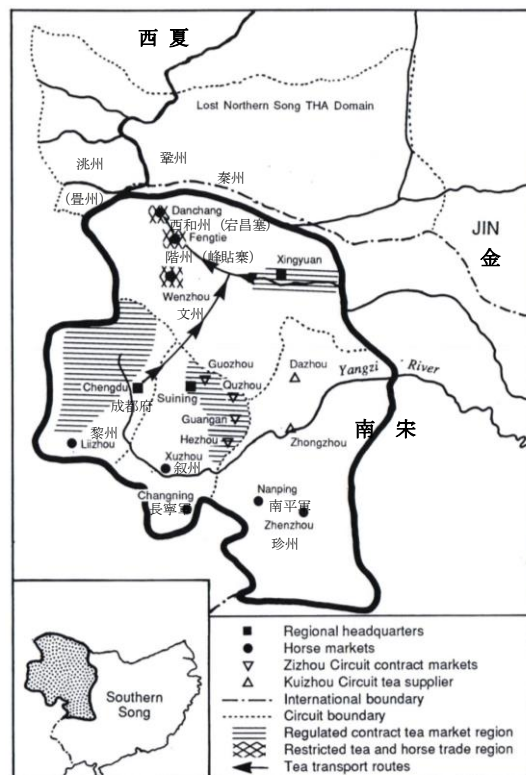 西 夏
Lost Northern Song THA Domain
洮州
鞏州
秦州
(疊州)
Danchang
西和州 (宕昌塞)
Fengtie
階州 (峰貼寨)
JIN
金
Xingyuan
Wenzhou
文州
Guozhou
Dazhou
Yangzi River
Chengdu
成都府
Suining
Quzhou
Guangan
Hezhou
黎州
Liizhou
Zhongzhou
南 宋
Xuzhou
叙州
Changning
長寧軍
Nanping
南平軍
Zhenzhou
珍州
Southern
Song
Regional headquarters
Horse markets
Zizhou Circuit contract markets
Kuizhou Circuit tea supplier
International boundary
Circuit boundary
Regulated contract tea market region
Restricted tea and horse trade region
Tea transport routes